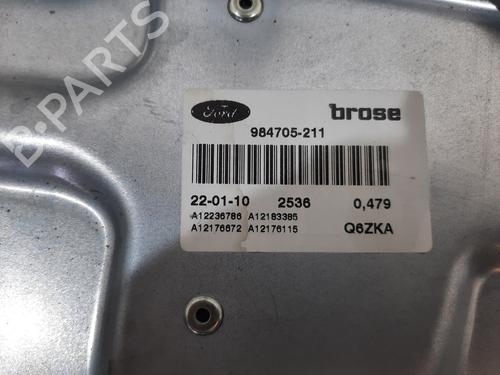 B-PARTS
Ford
brose
984705-211
22-01-10 2536 0,479
A12236786 A12183385
A12176672 A12176115
Q6ZKA